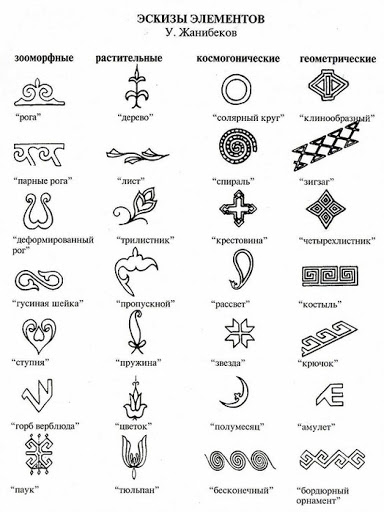 ЭСКИЗЫ ЭЛЕМЕНТОВ
У. Жанибеков
зооморфные растительные космогонические геометрические
“рога” “дерево” “солярный круг” “клинообразный”
“парные рога” “лист” “спираль” “зигзаг”
“деформированный “трилистник” “крестовина” “четырехлистник”
рог”
“гусиная шейка” “пропускной” “рассвет” “костыль”
“ступня” “пружина” “звезда” “крючок”
“горб верблюда” “цветок” “полумесяц” “амулет”
“паук” “тюльпан” “бесконечный” “бордюрный
орнамент”